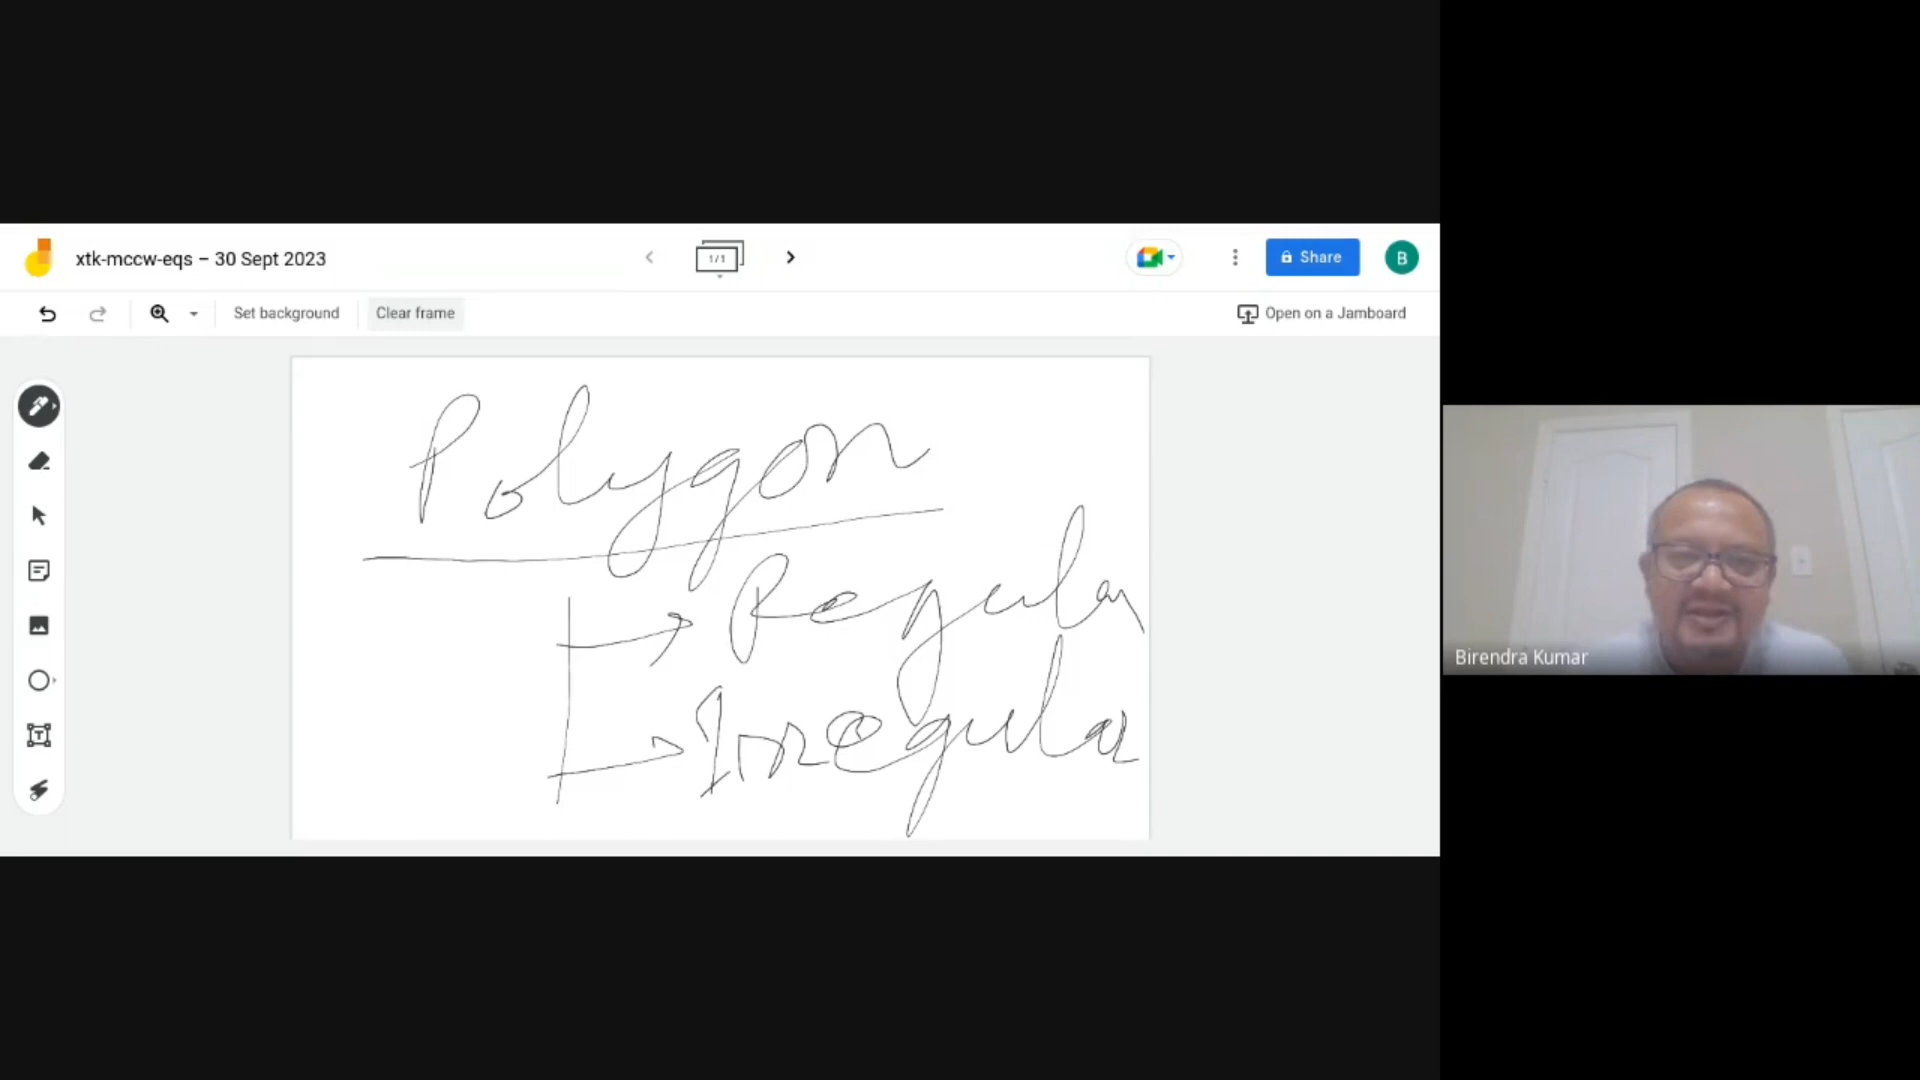 xtk-mccw-eqs – 30 Sept 2023
1/1
Share
B
Set background
Clear frame
Open on a Jamboard
Polygon
Regular
Irregular
Birendra Kumar